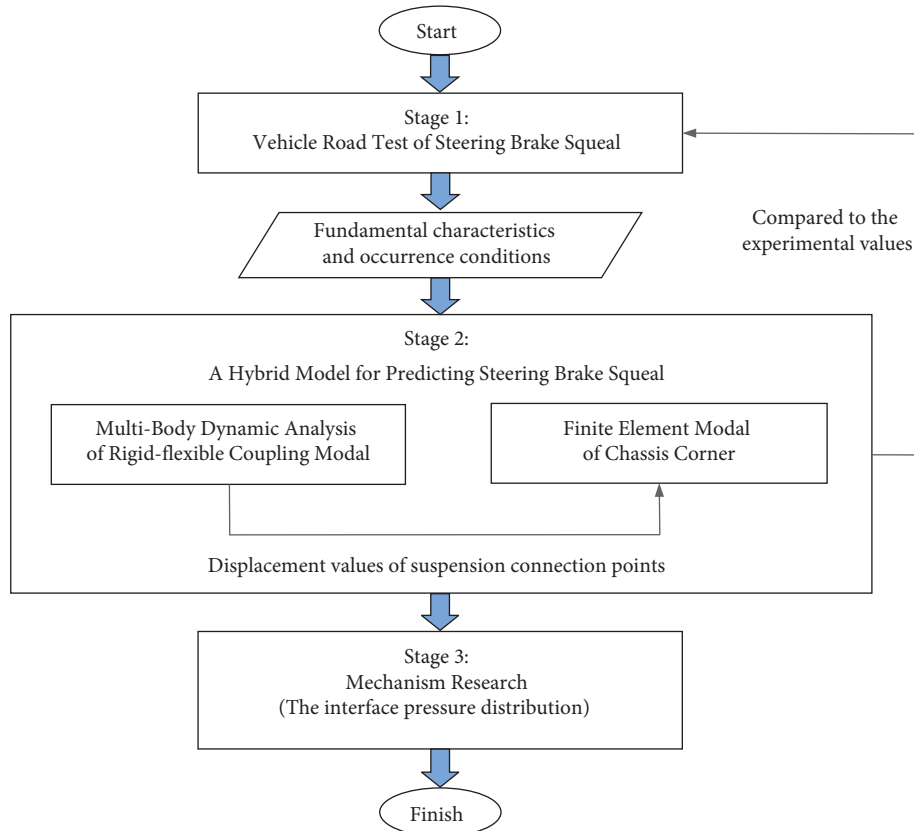 Start
Stage 1:
Vehicle Road Test of Steering Brake Squeal
Fundamental characteristics
and occurrence conditions
Compared to the
experimental values
Stage 2:
A Hybrid Model for Predicting Steering Brake Squeal
Multi-Body Dynamic Analysis
of Rigid-flexible Coupling Modal
Finite Element Modal
of Chassis Corner
Displacement values of suspension connection points
Stage 3:
Mechanism Research
(The interface pressure distribution)
Finish